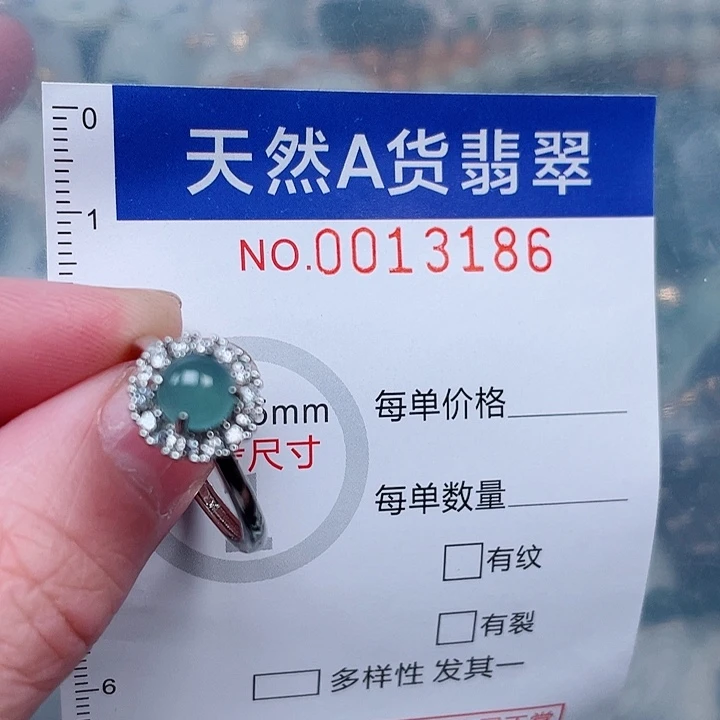 0
天然A货翡翠
1
NO.0013186
mm
每单价格
尺寸
每单数量
有纹
有裂
多样性 发其一
6